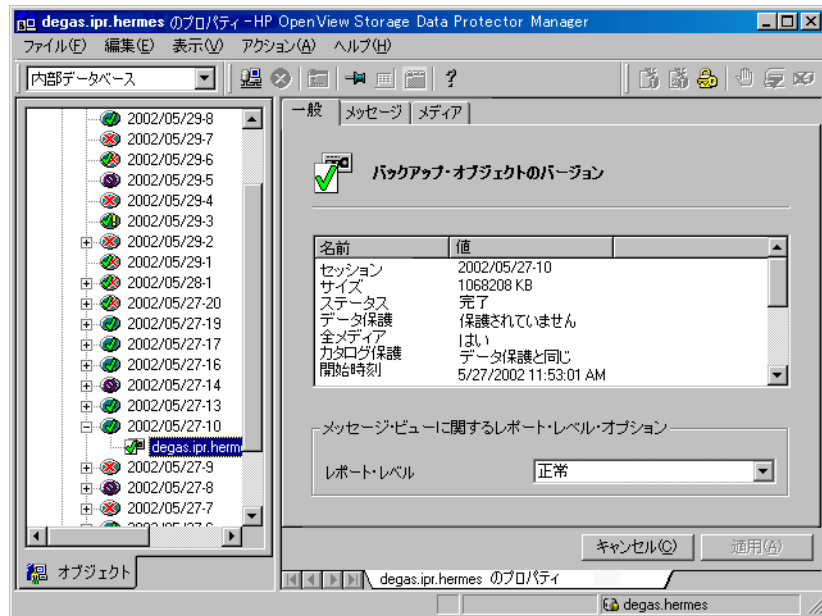 degas.ipr.hermes のプロパティ - HP OpenView Storage Data Protector Manager
ファイル(F) 編集(E) 表示(V) アクション(A) ヘルプ(H)
内部データベース
2002/05/29-8
2002/05/29-7
2002/05/29-6
2002/05/29-5
2002/05/29-4
2002/05/29-3
2002/05/29-2
2002/05/29-1
2002/05/28-1
2002/05/27-20
2002/05/27-19
2002/05/27-17
2002/05/27-16
2002/05/27-14
2002/05/27-13
2002/05/27-10
degas.ipr.herm
2002/05/27-9
2002/05/27-8
2002/05/27-7
オブジェクト
一般 メッセージ メディア
バックアップ・オブジェクトのバージョン
名前 値
セッション 2002/05/27-10
サイズ 1068208 KB
ステータス 完了
データ保護 保護されていません
全メディア はい
カタログ保護 データ保護と同じ
開始時刻 5/27/2002 11:53:01 AM
メッセージ・ビューに関するレポート・レベル・オプション
レポート・レベル 正常
キャンセル(C) 適用(A)
degas.ipr.hermes のプロパティ
degas.hermes